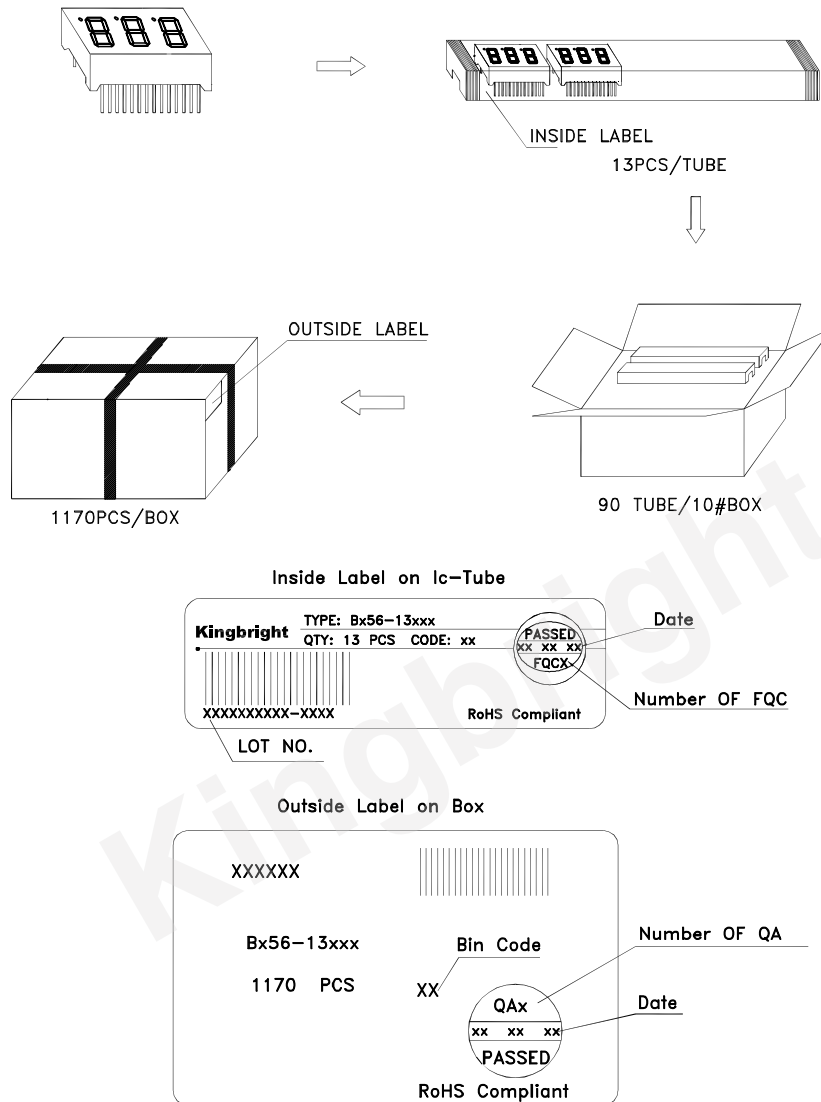 INSIDE LABEL
13PCS/TUBE
OUTSIDE LABEL
1170PCS/BOX
90 TUBE/10#BOX
Inside Label on Ic-Tube
Kingbright
TYPE: Bx56-13xxx
QTY: 13 PCS CODE: xx
PASSED
xx xx xx
FQCX
Date
Number OF FQC
XXXXXXXXXX-XXXX
RoHS Compliant
LOT NO.
Outside Label on Box
XXXXXX
Bx56-13xxx
Bin Code
Number OF QA
1170 PCS
XX
QAx
Date
xx xx xx
PASSED
RoHS Compliant
Kingbright